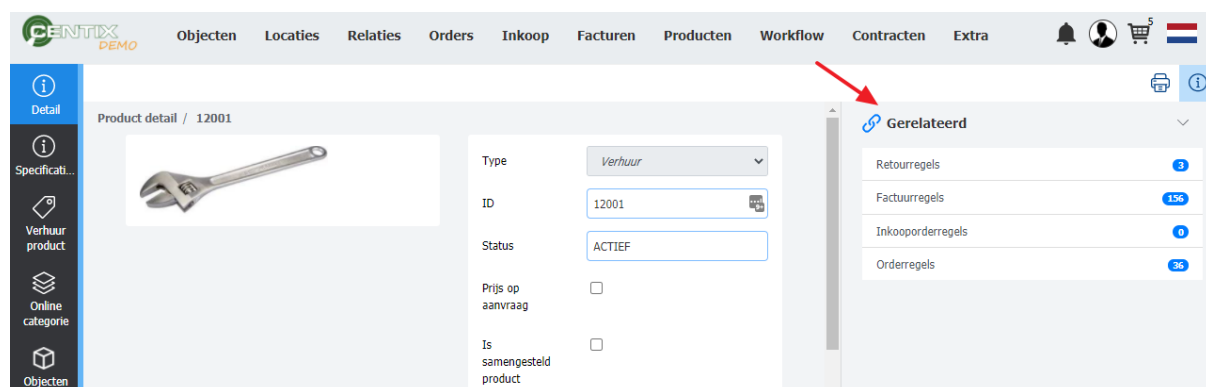 CENTIX
DEMO
Objecten Locaties Relaties Orders Inkoop Facturen Producten Workflow Contracten Extra 5
Detail
Specificati...
Verhuur
product
Online
categorie
Objecten
Product detail / 12001
Type Verhuur
ID 12001
Status ACTIEF
Prijs op
aanvraag
Is
samengesteld
product
Gerelateerd
Retourregels 3
Factuurregels 156
Inkooporderregels 0
Orderregels 36